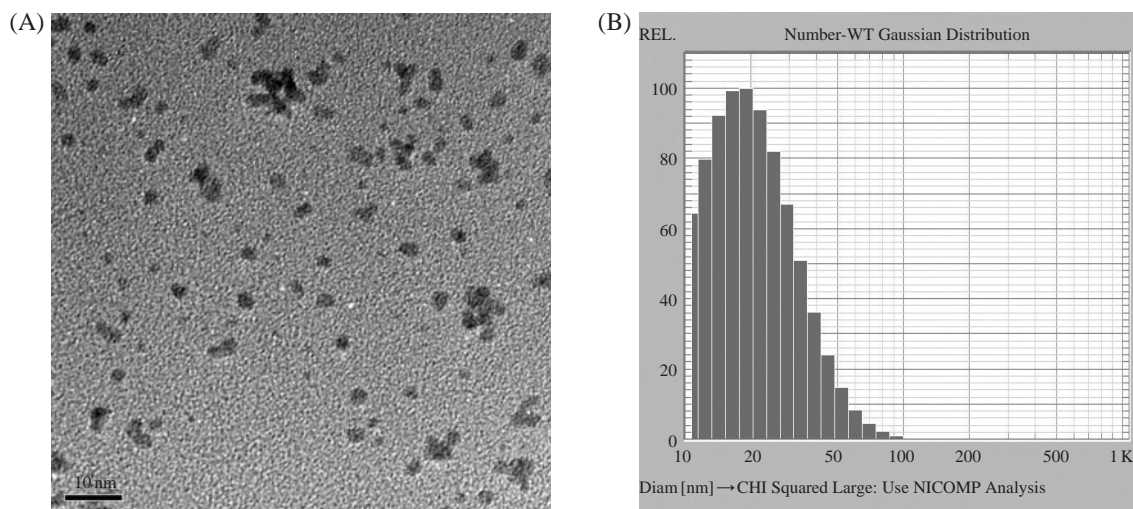 (A)
10 nm
(B)
REL. Number-WT Gaussian Distribution
100
80
60
40
20
0
10 20 50 100 200 500 1 K
Diam [nm] → CHI Squared Large: Use NICOMP Analysis